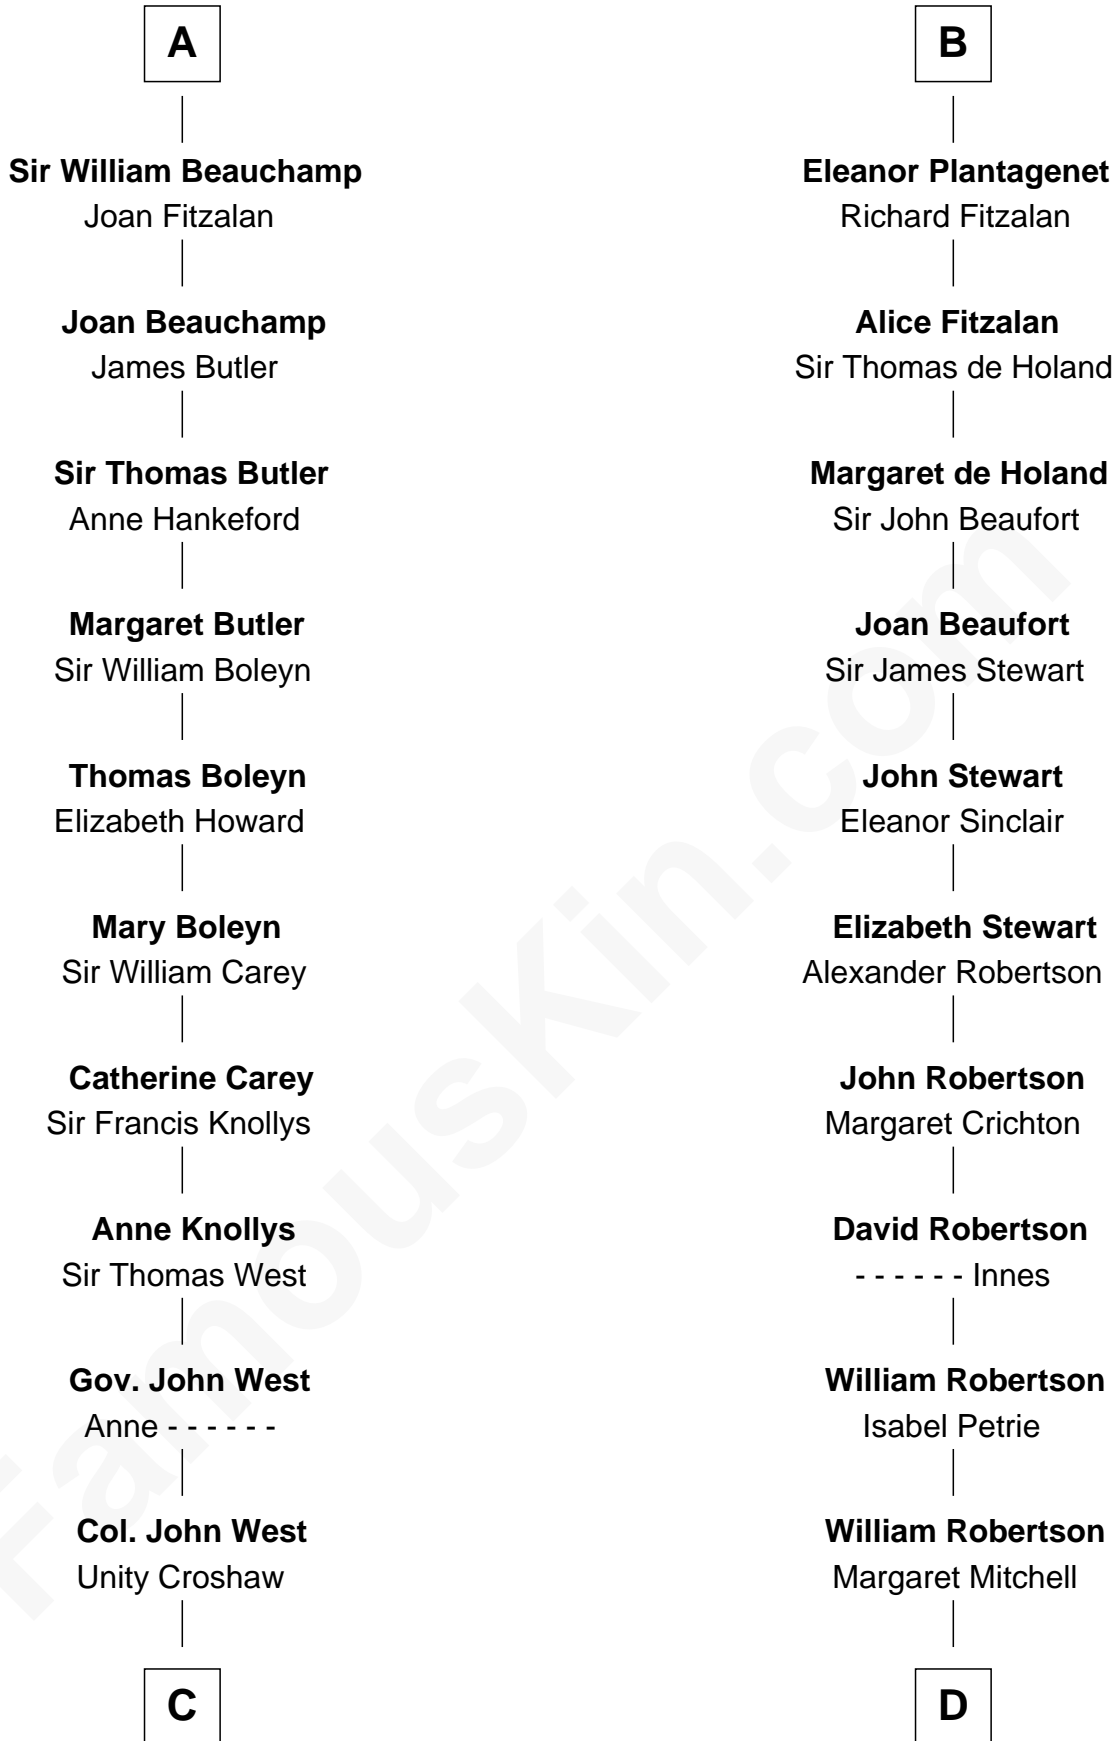 A
Sir William Beauchamp
Joan Fitzalan
Joan Beauchamp
James Butler
Sir Thomas Butler
Anne Hankeford
Margaret Butler
Sir William Boleyn
Thomas Boleyn
Elizabeth Howard
Mary Boleyn
Sir William Carey
Catherine Carey
Sir Francis Knollys
Anne Knollys
Sir Thomas West
Gov. John West
Anne - - - - - -
Col. John West
Unity Croshaw
C
B
Eleanor Plantagenet
Richard Fitzalan
Alice Fitzalan
Sir Thomas de Holand
Margaret de Holand
Sir John Beaufort
Joan Beaufort
Sir James Stewart
John Stewart
Eleanor Sinclair
Elizabeth Stewart
Alexander Robertson
John Robertson
Margaret Crichton
David Robertson
- - - - - - Innes
William Robertson
Isabel Petrie
William Robertson
Margaret Mitchell
D
FamousKin.com